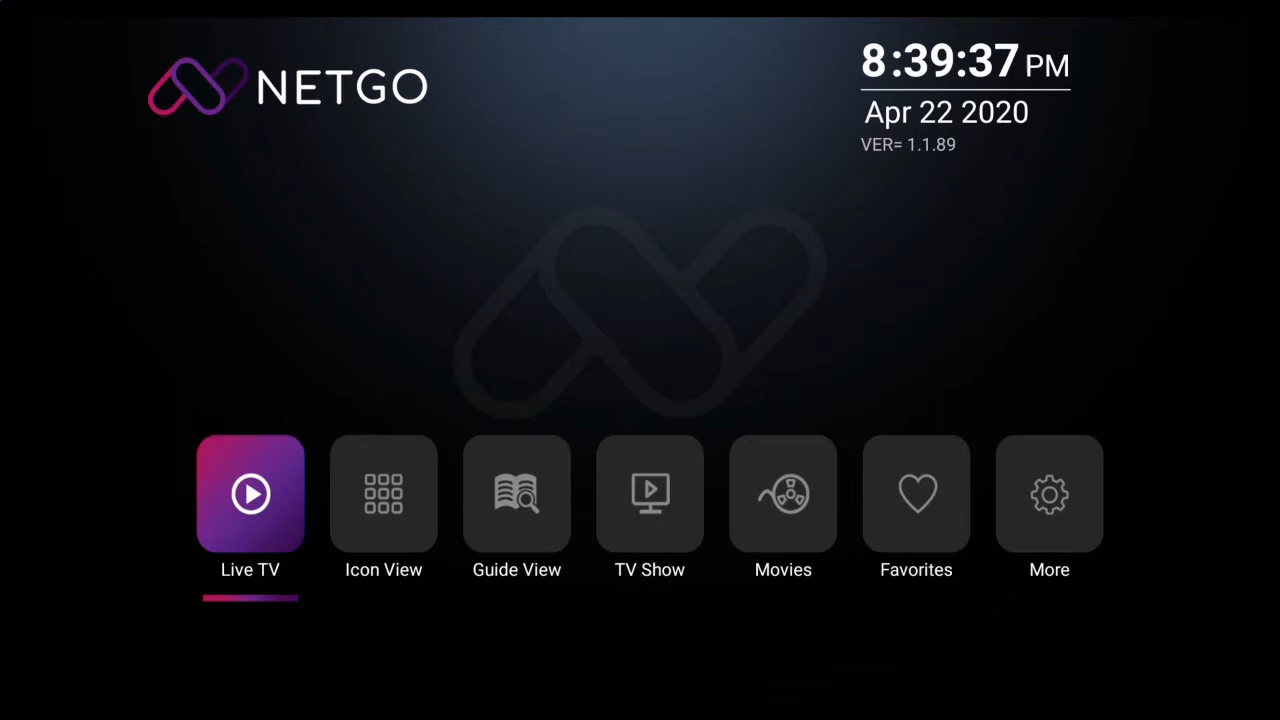 NETGO
8:39:37 PM
Apr 22 2020
VER= 1.1.89
Live TV
Icon View
Guide View
TV Show
Movies
Favorites
More